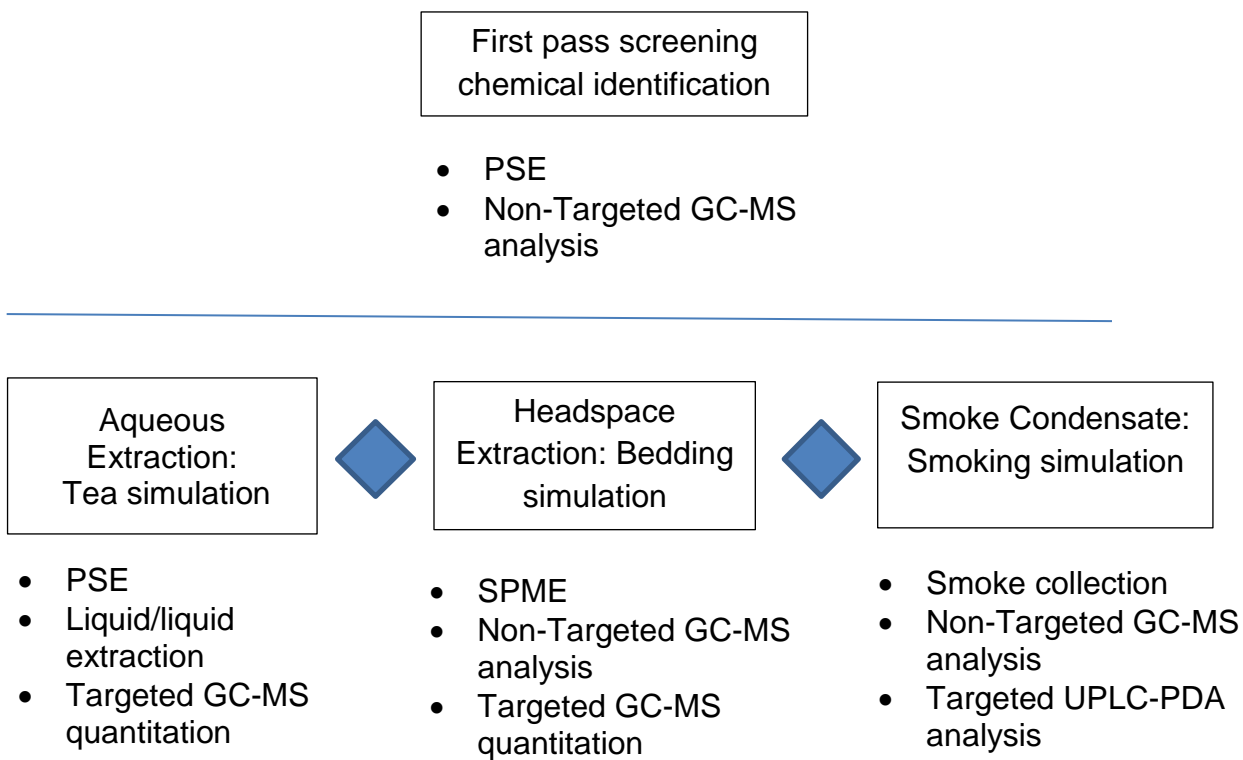 First pass screening
chemical identification
• PSE
• Non-Targeted GC-MS
analysis
Aqueous
Extraction:
Tea simulation
• PSE
• Liquid/liquid
extraction
• Targeted GC-MS
quantitation
Headspace
Extraction: Bedding
simulation
• SPME
• Non-Targeted GC-MS
analysis
• Targeted GC-MS
quantitation
Smoke Condensate:
Smoking simulation
• Smoke collection
• Non-Targeted GC-MS
analysis
• Targeted UPLC-PDA
analysis